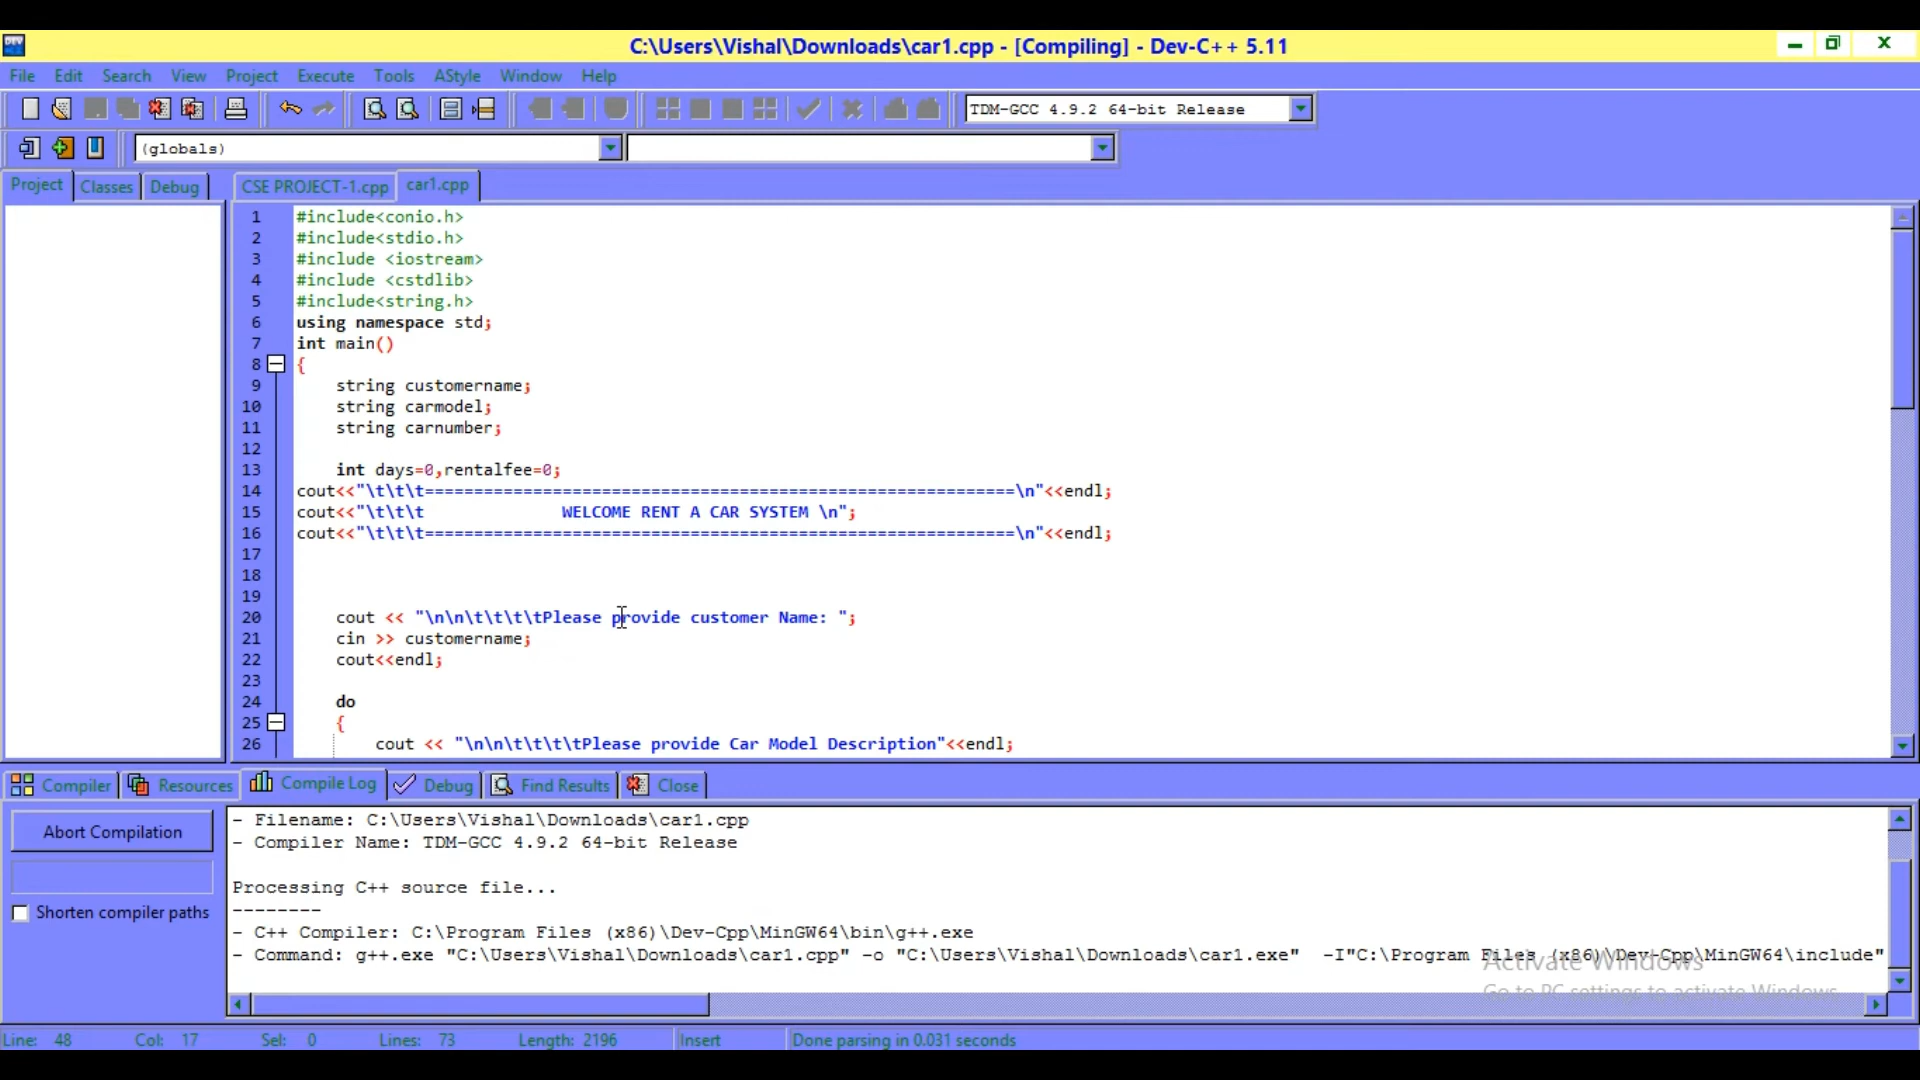 C:\Users\Vishal\Downloads\car1.cpp - [Compiling] - Dev-C++ 5.11
File Edit Search View Project Execute Tools AStyle Window Help
TDM-GCC 4.9.2 64-bit Release
(globals)
Project Classes Debug CSE PROJECT-1.cpp car1.cpp
1 #include<conio.h>
2 #include<stdio.h>
3 #include <iostream>
4 #include <cstdlib>
5 #include<string.h>
6 using namespace std;
7 int main()
8 {
9 string customername;
10 string carmodel;
11 string carnumber;
12
13 int days=0,rentalfee=0;
14 cout<<"\t\t\t============================================================\n"<<endl;
15 cout<<"\t\t\t              WELCOME RENT A CAR SYSTEM \n";
16 cout<<"\t\t\t============================================================\n"<<endl;
17
18
19
20 cout << "\n\n\t\t\t\tPlease provide customer Name: ";
21 cin >> customername;
22 cout<<endl;
23
24 do
25 {
26 cout << "\n\n\t\t\t\tPlease provide Car Model Description"<<endl;
Compiler Resources Compile Log Debug Find Results Close
Abort Compilation
Shorten compiler paths
- Filename: C:\Users\Vishal\Downloads\car1.cpp
- Compiler Name: TDM-GCC 4.9.2 64-bit Release
Processing C++ source file...
--------
- C++ Compiler: C:\Program Files (x86)\Dev-Cpp\MinGW64\bin\g++.exe
- Command: g++.exe "C:\Users\Vishal\Downloads\car1.cpp" -o "C:\Users\Vishal\Downloads\car1.exe"  -I"C:\Program Files (x86)\Dev-Cpp\MinGW64\include"
Activate Windows
Go to PC settings to activate Windows.
Line: 48 Col: 17 Sel: 0 Lines: 73 Length: 2196 Insert Done parsing in 0.031 seconds